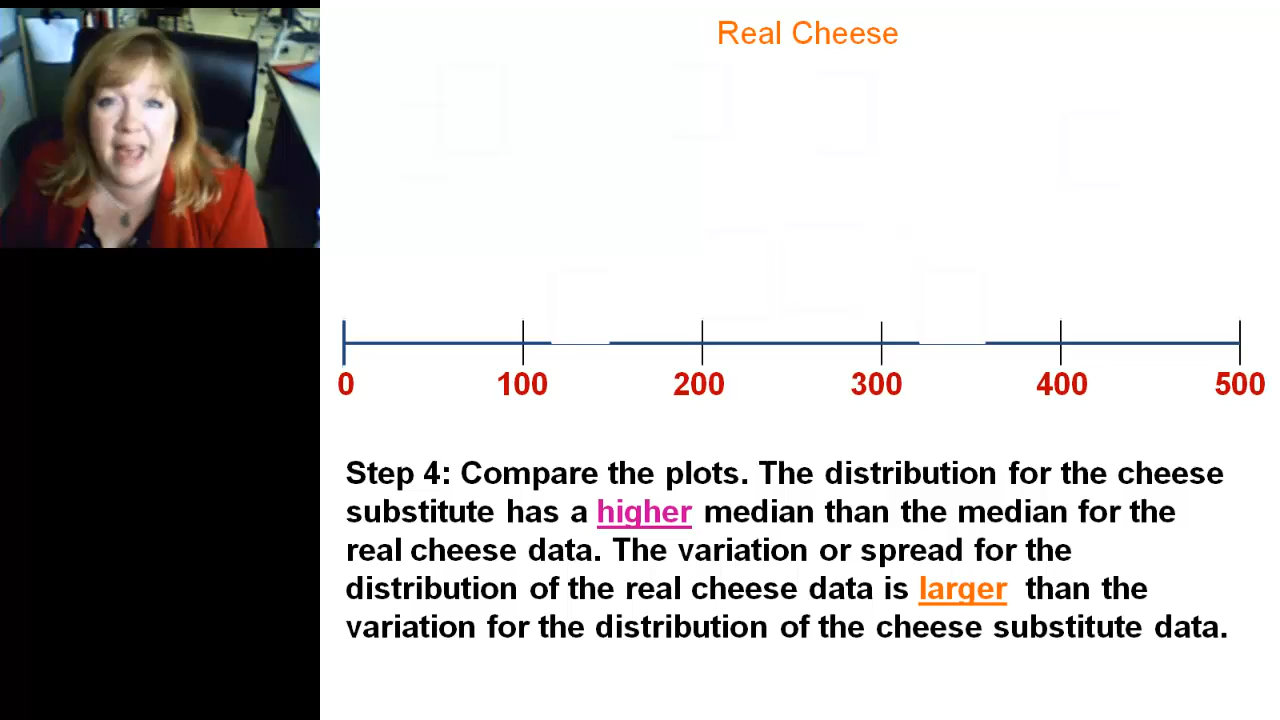 Real Cheese
0 100 200 300 400 500
Step 4: Compare the plots. The distribution for the cheese
substitute has a higher median than the median for the
real cheese data. The variation or spread for the
distribution of the real cheese data is larger than the
variation for the distribution of the cheese substitute data.